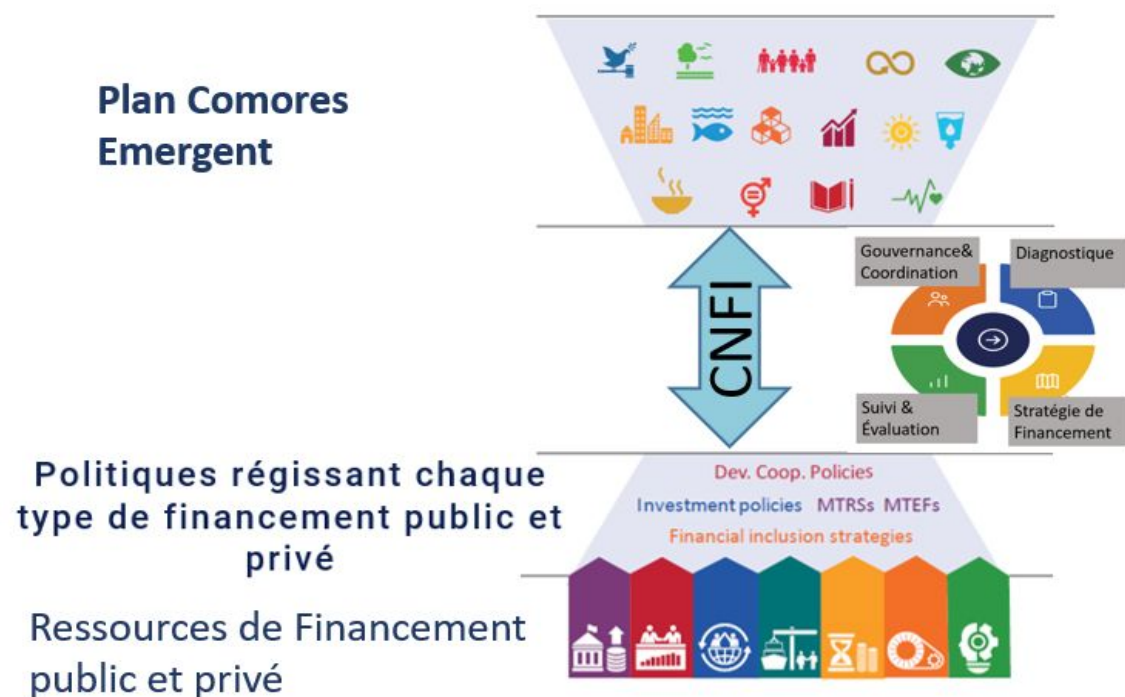 Plan Comores
Emergent
CNFI
Gouvernance&
Coordination
Diagnostique
Suivi &
Évaluation
Stratégie de
Financement
Politiques régissant chaque
type de financement public et
privé
Dev. Coop. Policies
Investment policies MTRSs MTEFs
Financial inclusion strategies
Ressources de Financement
public et privé